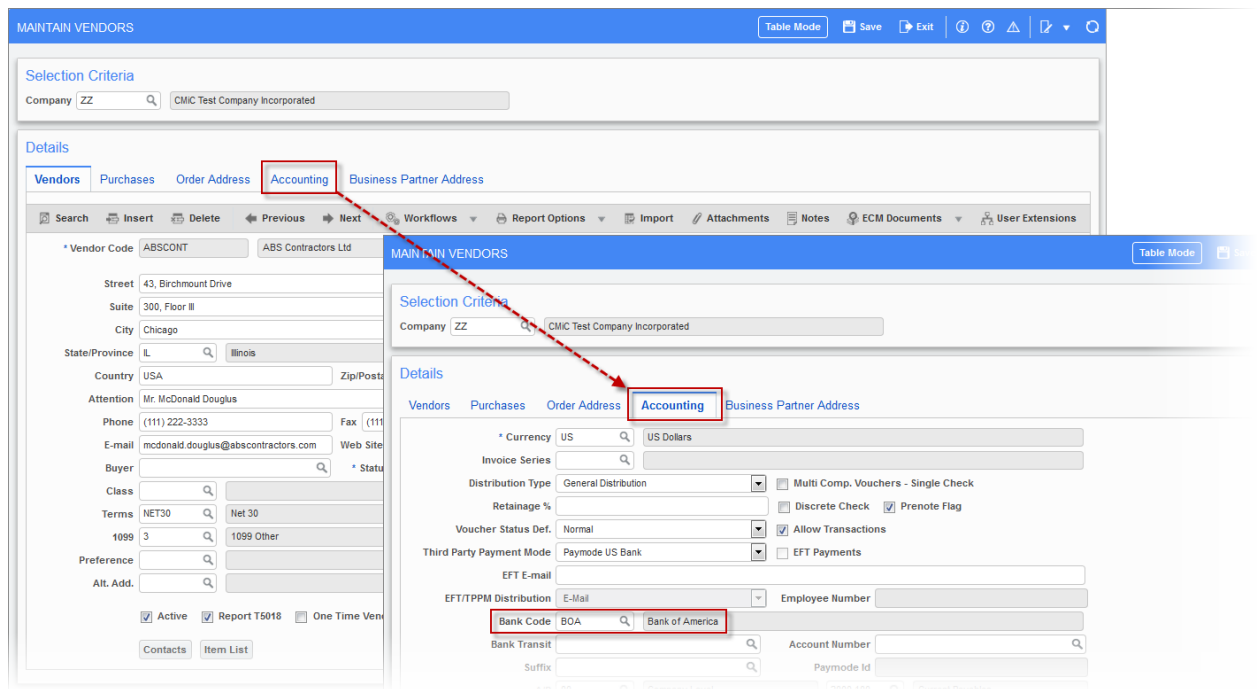 MAINTAIN VENDORS
Table Mode Save Exit
Selection Criteria
Company ZZ CMiC Test Company Incorporated
Details
Vendors Purchases Order Address Accounting Business Partner Address
Search Insert Delete Previous Next Workflows Report Options Import Attachments Notes ECM Documents User Extensions
* Vendor Code ABSCONT ABS Contractors Ltd
Street 43, Birchmount Drive
Suite 300, Floor III
City Chicago
State/Province IL Illinois
Country USA Zip/Posta
Attention Mr. McDonald Douglus
Phone (111) 222-3333 Fax (111
E-mail mcdonald.douglus@abscontractors.com Web Site
Buyer * Statu
Class
Terms NET30 Net 30
1099 3 1099 Other
Preference
Alt. Add.
Active Report T5018 One Time Ven
Contacts Item List
MAINTAIN VENDORS
Table Mode
Selection Criteria
Company ZZ CMiC Test Company Incorporated
Details
Vendors Purchases Order Address Accounting Business Partner Address
* Currency US US Dollars
Invoice Series
Distribution Type General Distribution Multi Comp. Vouchers - Single Check
Retainage % Discrete Check Prenote Flag
Voucher Status Def. Normal Allow Transactions
Third Party Payment Mode Paymode US Bank EFT Payments
EFT E-mail
EFT/TPPM Distribution E-Mail Employee Number
Bank Code BOA Bank of America
Bank Transit Account Number
Suffix Paymode Id